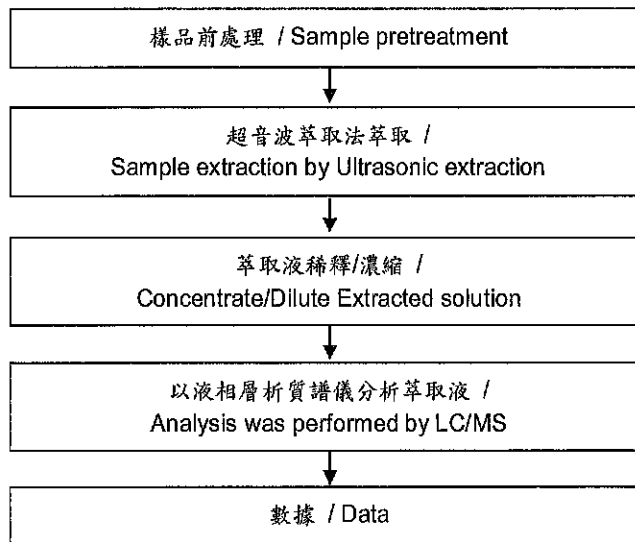 樣品前處理 / Sample pretreatment
超音波萃取法萃取 /
Sample extraction by Ultrasonic extraction
萃取液稀釋/濃縮 /
Concentrate/Dilute Extracted solution
以液相層析質譜儀分析萃取液 /
Analysis was performed by LC/MS
數據 / Data